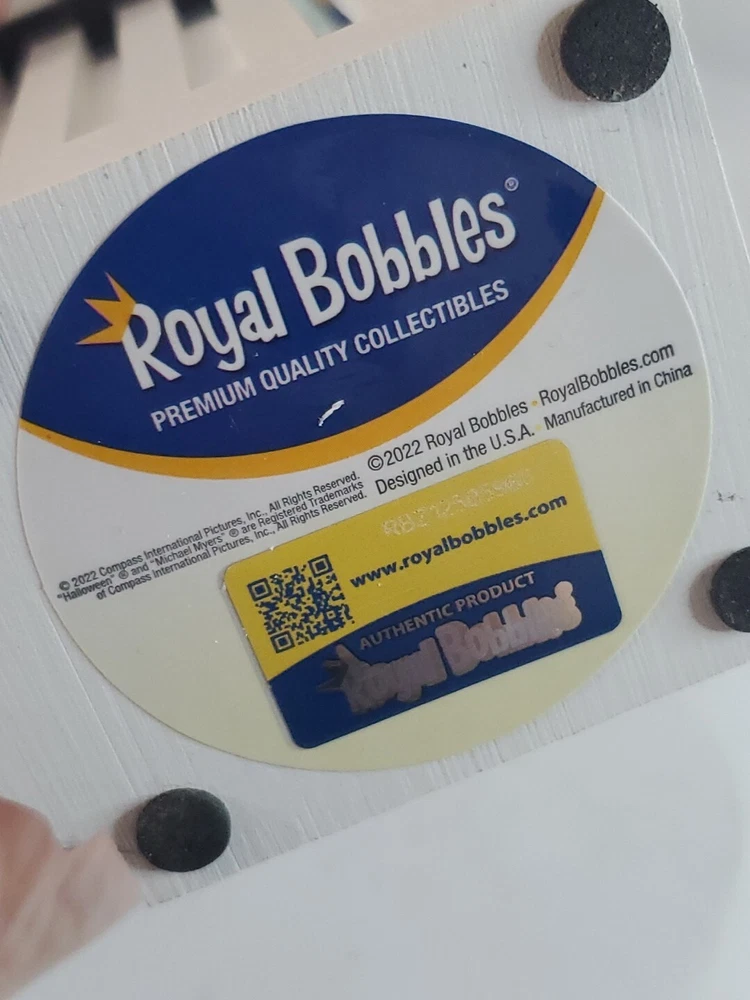 Royal Bobbles®
PREMIUM QUALITY COLLECTIBLES
©2022 Royal Bobbles • RoyalBobbles.com
Designed in the U.S.A. Manufactured in China
© 2022 Compass International Pictures, Inc., All Rights Reserved.
"Halloween" ® and "Michael Myers" ® are Registered Trademarks
of Compass International Pictures, Inc., All Rights Reserved.
www.royalbobbles.com
AUTHENTIC PRODUCT
Royal Bobbles